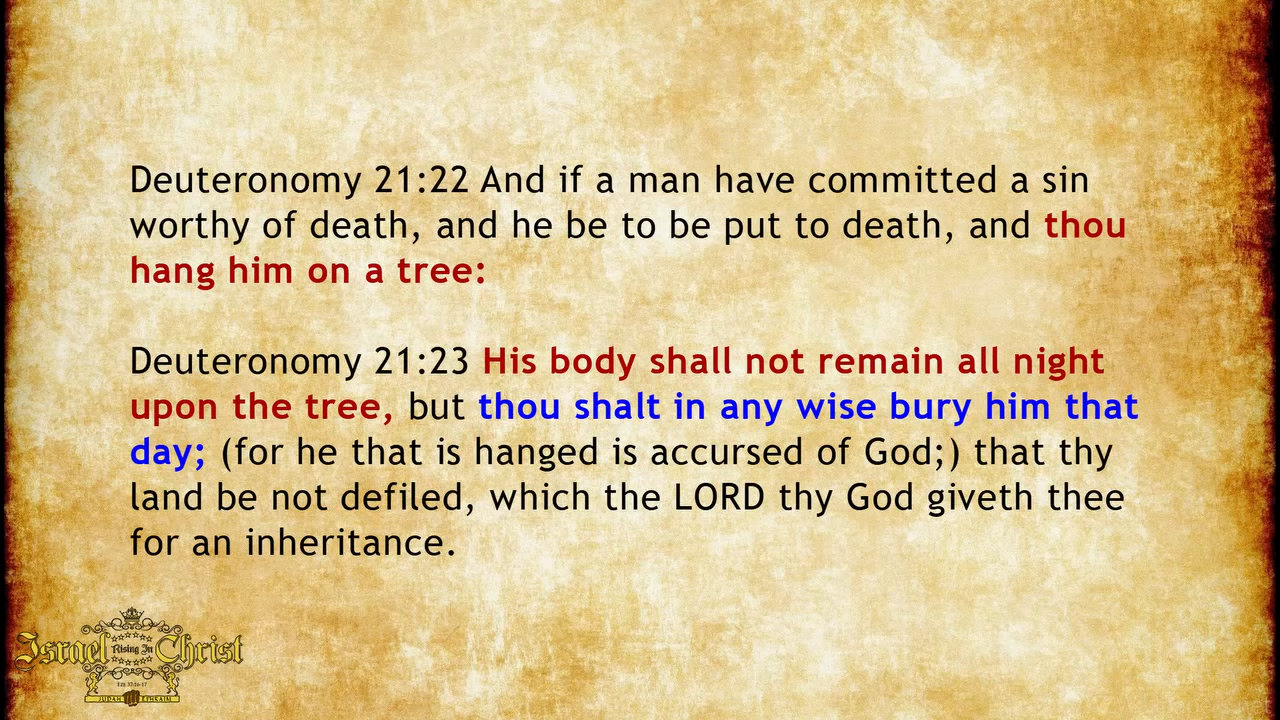 Deuteronomy 21:22 And if a man have committed a sin
worthy of death, and he be to be put to death, and thou
hang him on a tree:
Deuteronomy 21:23 His body shall not remain all night
upon the tree, but thou shalt in any wise bury him that
day; (for he that is hanged is accursed of God;) that thy
land be not defiled, which the LORD thy God giveth thee
for an inheritance.
Israel Rising In Christ
JUDAH EPHRAIM